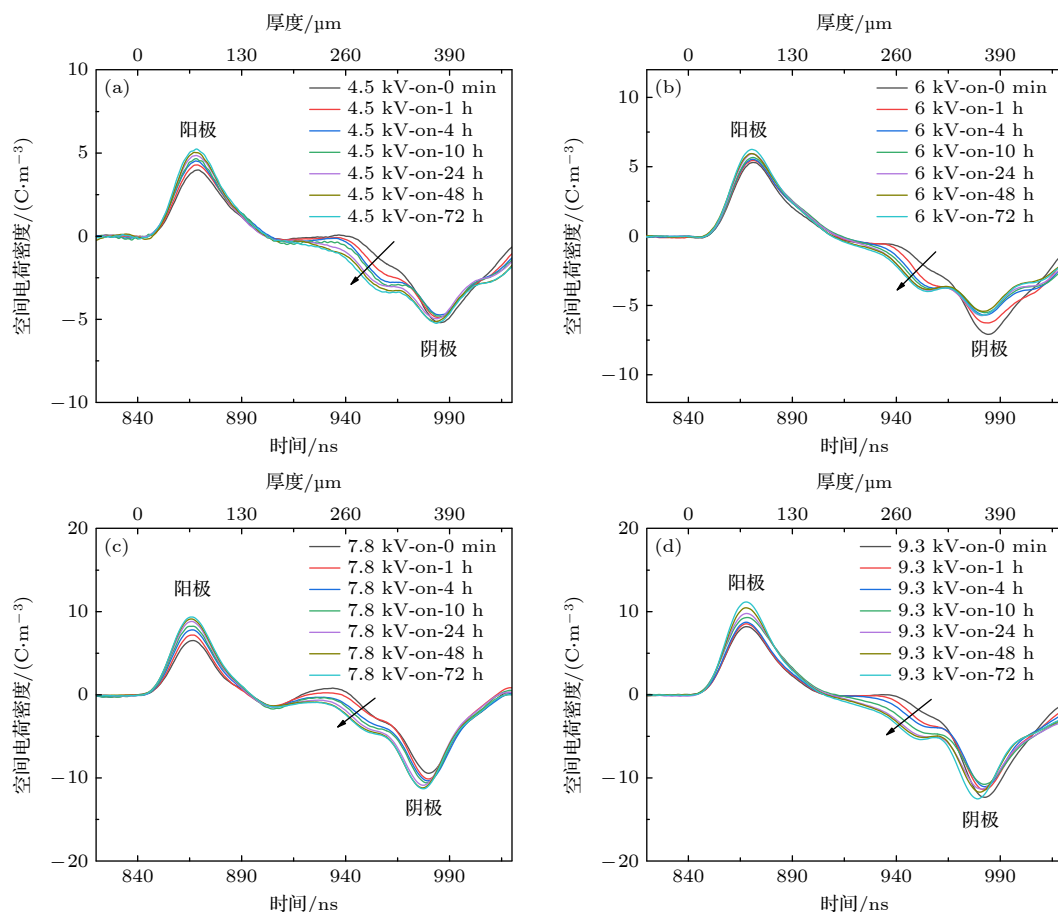 厚度/μm
0 130 260 390
(a)
4.5 kV-on-0 min
4.5 kV-on-1 h
4.5 kV-on-4 h
4.5 kV-on-10 h
4.5 kV-on-24 h
4.5 kV-on-48 h
4.5 kV-on-72 h
阳极
阴极
10
5
0
−5
−10
空间电荷密度/(C·m⁻³)
840 890 940 990
时间/ns
厚度/μm
0 130 260 390
(b)
6 kV-on-0 min
6 kV-on-1 h
6 kV-on-4 h
6 kV-on-10 h
6 kV-on-24 h
6 kV-on-48 h
6 kV-on-72 h
阳极
阴极
10
5
0
−5
−10
空间电荷密度/(C·m⁻³)
840 890 940 990
时间/ns
厚度/μm
0 130 260 390
(c)
7.8 kV-on-0 min
7.8 kV-on-1 h
7.8 kV-on-4 h
7.8 kV-on-10 h
7.8 kV-on-24 h
7.8 kV-on-48 h
7.8 kV-on-72 h
阳极
阴极
20
10
0
−10
−20
空间电荷密度/(C·m⁻³)
840 890 940 990
时间/ns
厚度/μm
0 130 260 390
(d)
9.3 kV-on-0 min
9.3 kV-on-1 h
9.3 kV-on-4 h
9.3 kV-on-10 h
9.3 kV-on-24 h
9.3 kV-on-48 h
9.3 kV-on-72 h
阳极
阴极
20
10
0
−10
−20
空间电荷密度/(C·m⁻³)
840 890 940 990
时间/ns